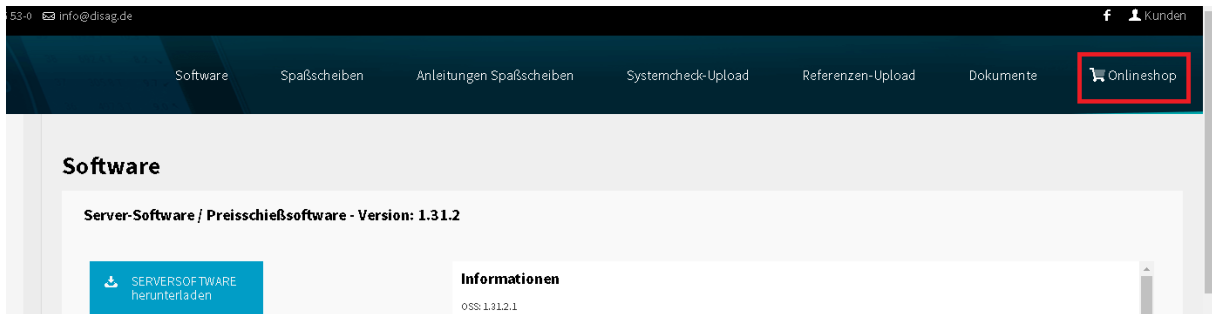 53-0 info@disag.de f Kunden
Software Spaßscheiben Anleitungen Spaßscheiben Systemcheck-Upload Referenzen-Upload Dokumente Onlineshop
Software
Server-Software / Preisschießsoftware - Version: 1.31.2
SERVERSOFTWARE
herunterladen
Informationen
OSS: 1.31.2.1